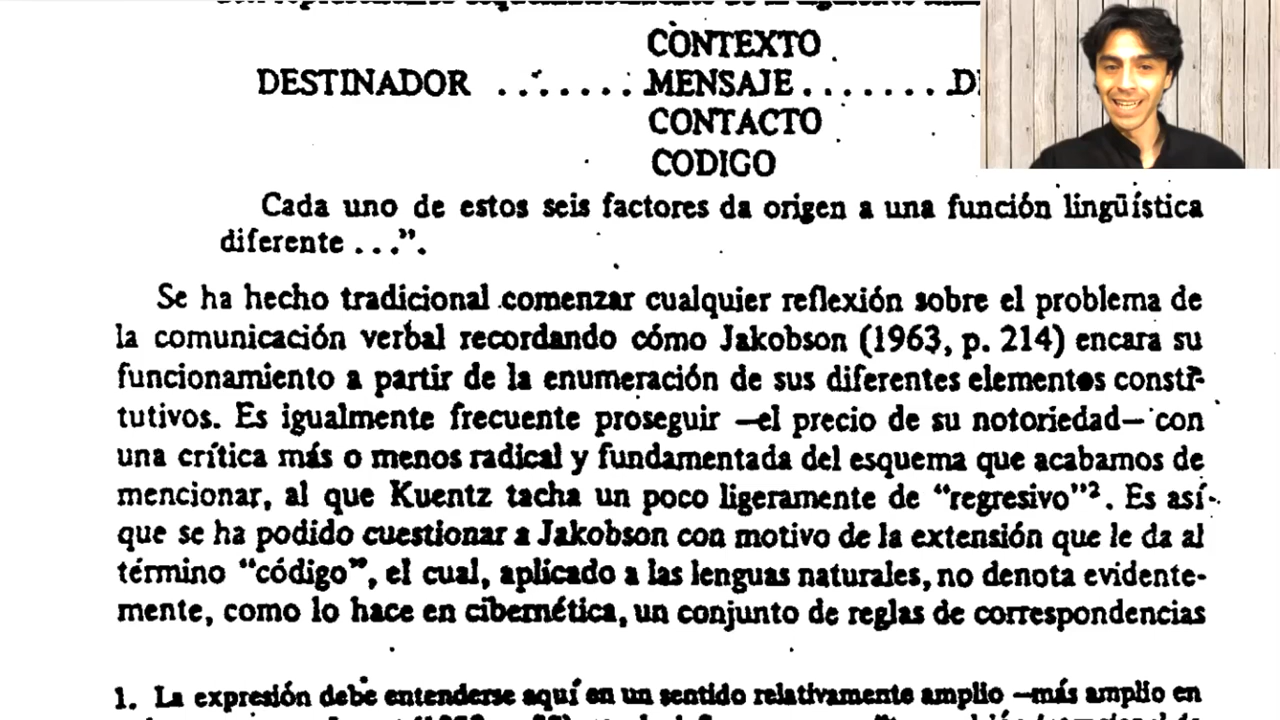 CONTEXTO
DESTINADOR ........ MENSAJE ........ D
CONTACTO
CODIGO
Cada uno de estos seis factores da origen a una función lingüística
diferente ...”.
Se ha hecho tradicional comenzar cualquier reflexión sobre el problema de
la comunicación verbal recordando cómo Jakobson (1963, p. 214) encara su
funcionamiento a partir de la enumeración de sus diferentes elementos consti-
tutivos. Es igualmente frecuente proseguir —el precio de su notoriedad— con
una crítica más o menos radical y fundamentada del esquema que acabamos de
mencionar, al que Kuentz tacha un poco ligeramente de “regresivo”². Es así
que se ha podido cuestionar a Jakobson con motivo de la extensión que le da al
término “código”, el cual, aplicado a las lenguas naturales, no denota evidente-
mente, como lo hace en cibernética, un conjunto de reglas de correspondencias
1. La expresión debe entenderse aquí en un sentido relativamente amplio —más amplio en